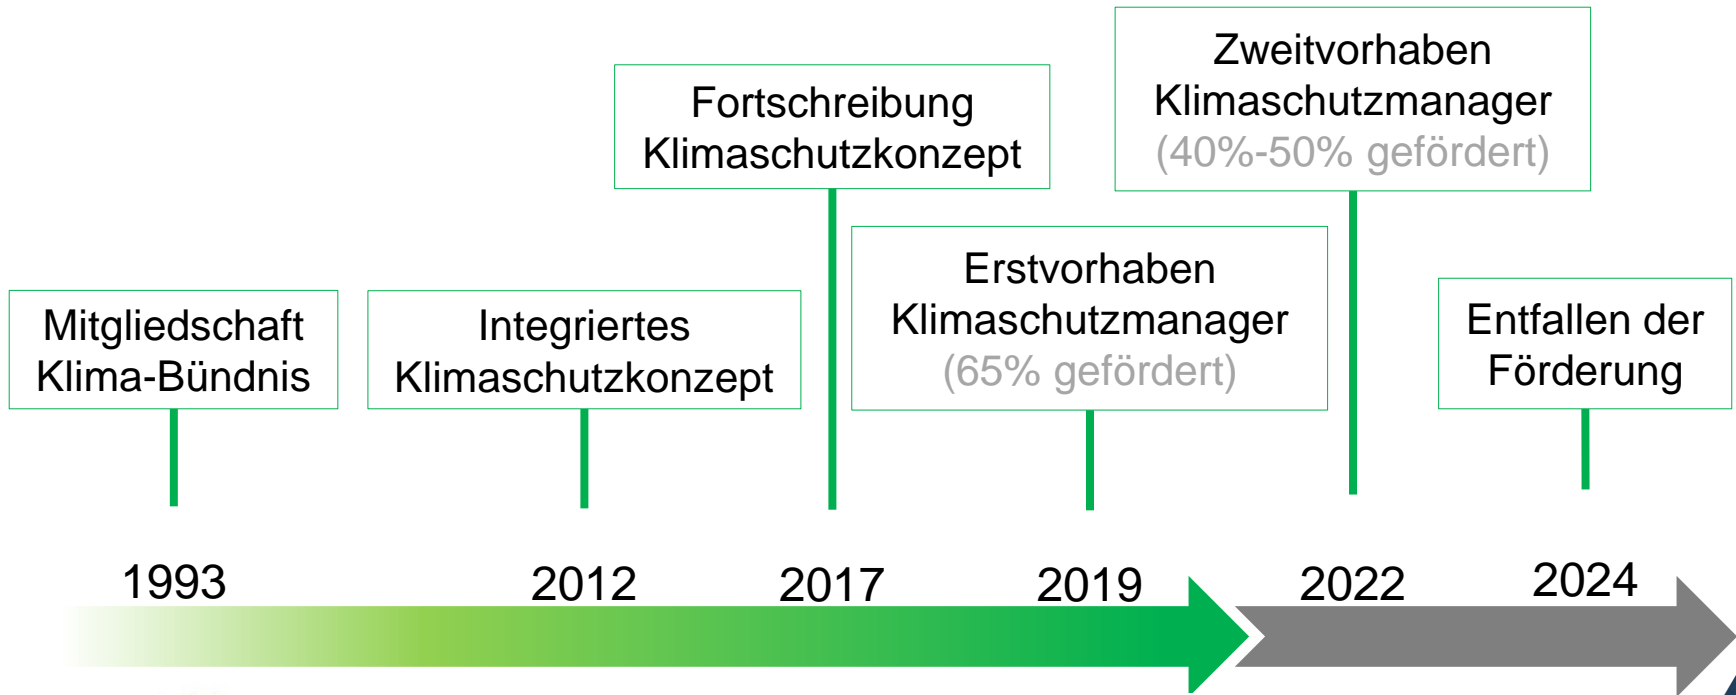 Mitgliedschaft
Klima-Bündnis
1993
Integriertes
Klimaschutzkonzept
2012
Fortschreibung
Klimaschutzkonzept
2017
Erstvorhaben
Klimaschutzmanager
(65% gefördert)
2019
Zweitvorhaben
Klimaschutzmanager
(40%-50% gefördert)
2022
Entfallen der
Förderung
2024